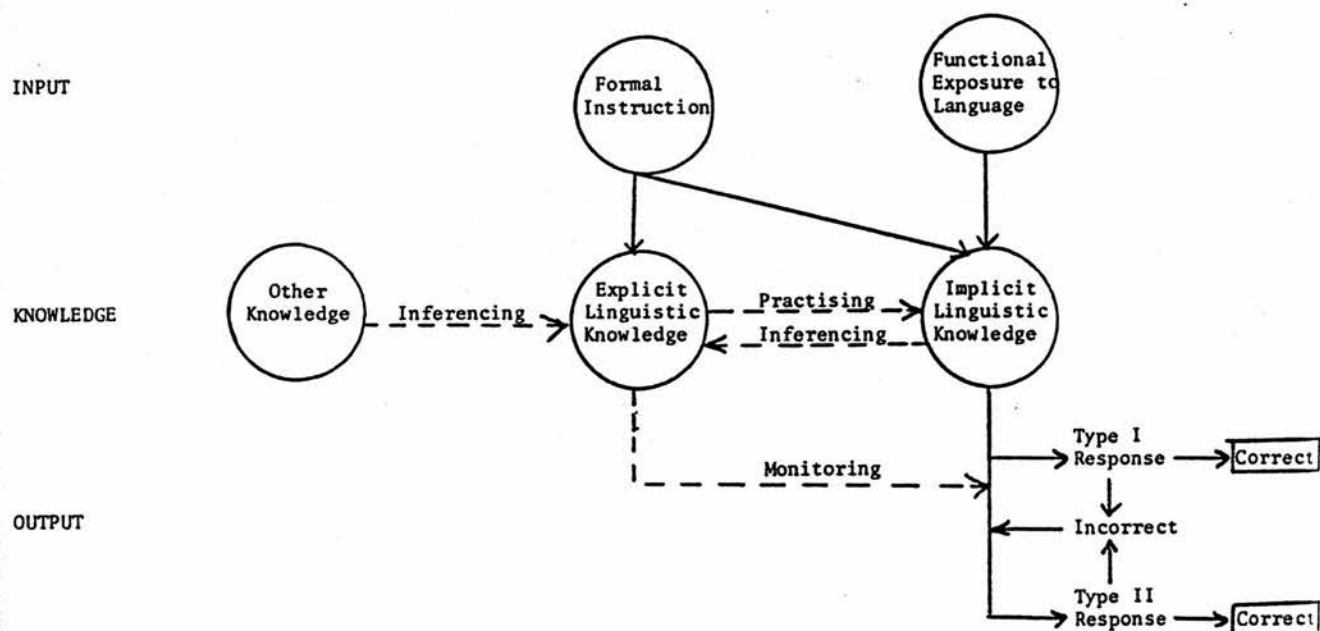 INPUT
Formal
Instruction
Functional
Exposure to
Language
KNOWLEDGE
Other
Knowledge
Inferencing
Explicit
Linguistic
Knowledge
Practising
Inferencing
Implicit
Linguistic
Knowledge
Monitoring
OUTPUT
Type I
Response
Correct
Incorrect
Type II
Response
Correct